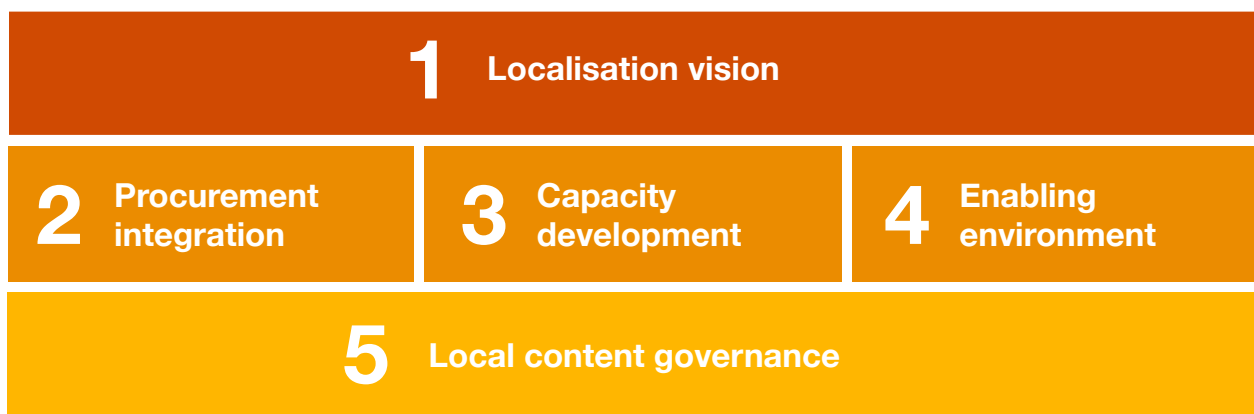 1 Localisation vision
2 Procurement
integration
3 Capacity
development
4 Enabling
environment
5 Local content governance